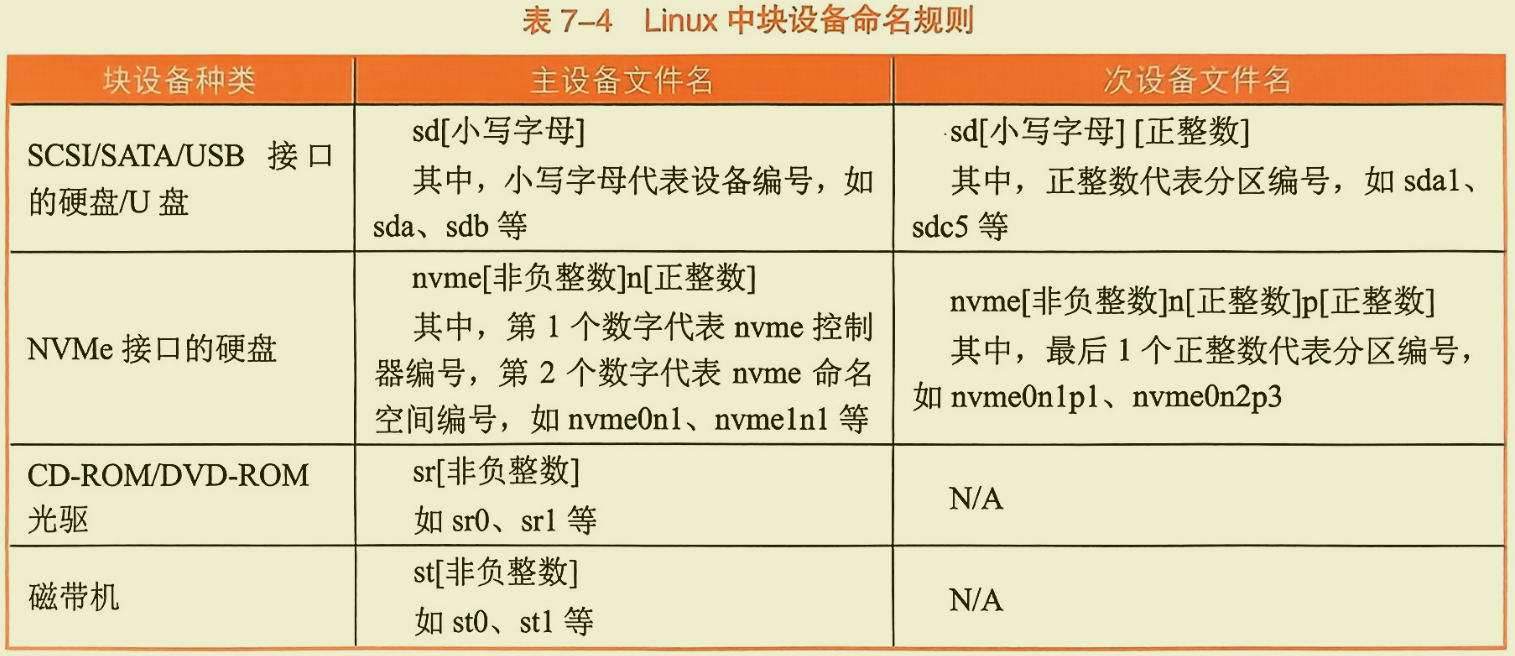 表 7–4 Linux 中块设备命名规则
块设备种类 主设备文件名 次设备文件名
SCSI/SATA/USB 接口
的硬盘/U 盘
sd[小写字母]
其中，小写字母代表设备编号，如
sda、sdb 等
sd[小写字母] [正整数]
其中，正整数代表分区编号，如 sda1、
sdc5 等
NVMe 接口的硬盘
nvme[非负整数]n[正整数]
其中，第 1 个数字代表 nvme 控制
器编号，第 2 个数字代表 nvme 命名
空间编号，如 nvme0n1、nvme1n1 等
nvme[非负整数]n[正整数]p[正整数]
其中，最后 1 个正整数代表分区编号，
如 nvme0n1p1、nvme0n2p3
CD-ROM/DVD-ROM
光驱
sr[非负整数]
如 sr0、sr1 等
N/A
磁带机
st[非负整数]
如 st0、st1 等
N/A